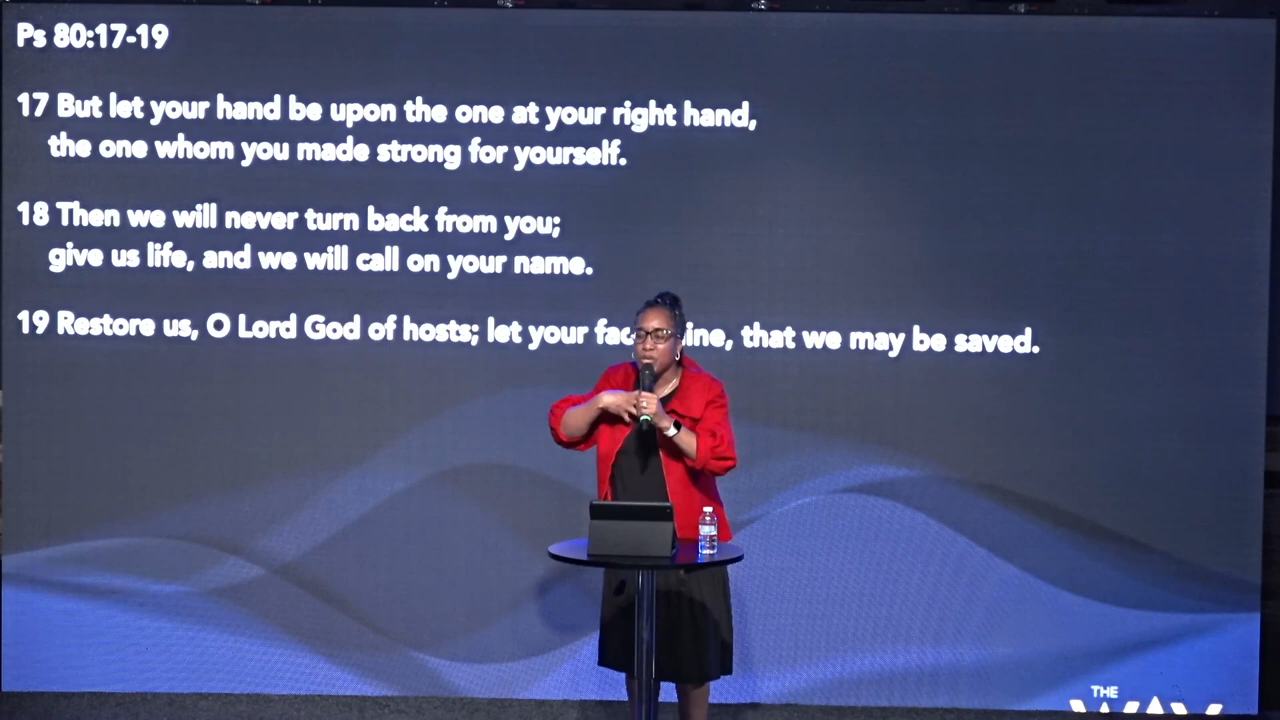 Ps 80:17-19
17 But let your hand be upon the one at your right hand,
the one whom you made strong for yourself.
18 Then we will never turn back from you;
give us life, and we will call on your name.
19 Restore us, O Lord God of hosts; let your that we may be saved.
THE
WAY